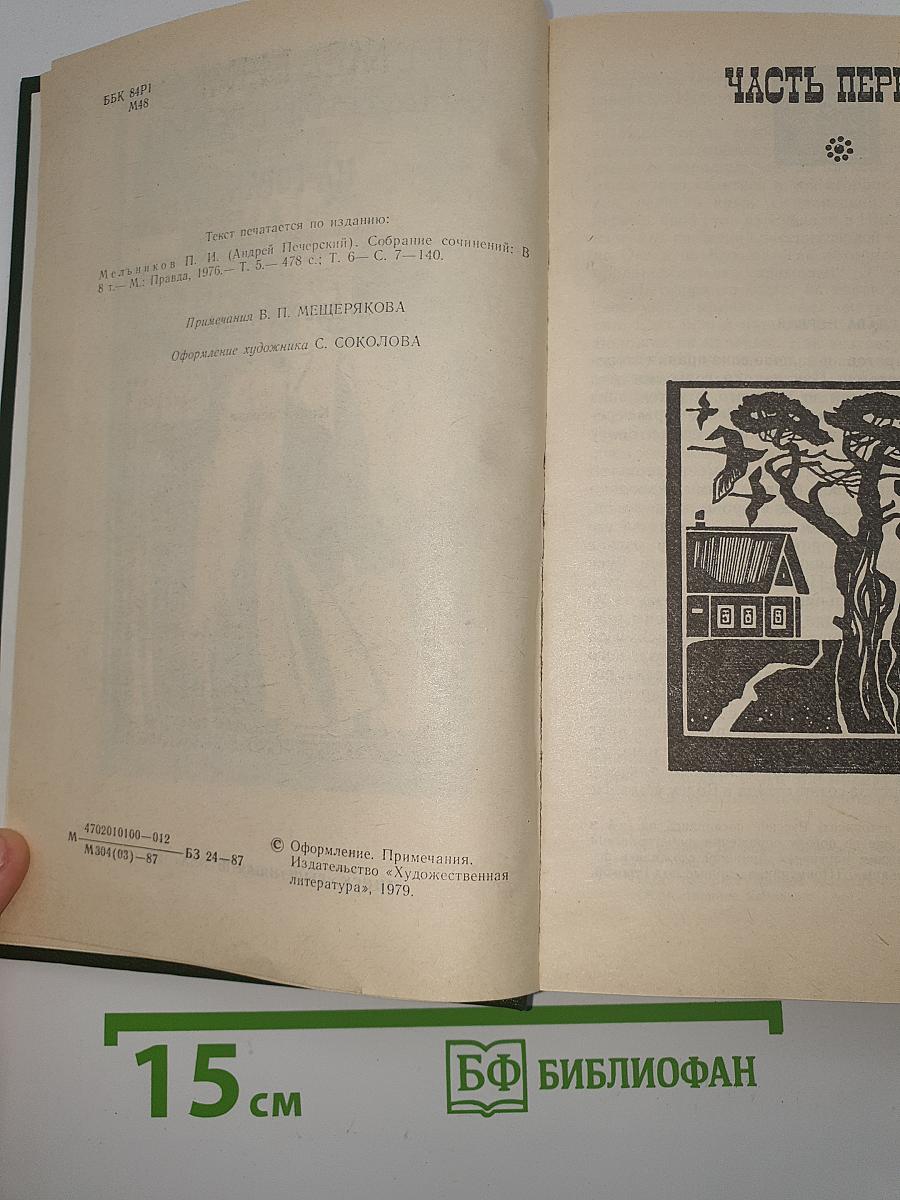 ББК 84Р1
М48
Текст печатается по изданию:
Мельников П. И. (Андрей Печерский). Собрание сочинений: В
8 т.— М.: Правда, 1976.— Т. 5.— 478 с.; Т. 6— С. 7—140.
Примечания В. П. МЕЩЕРЯКОВА
Оформление художника С. СОКОЛОВА
М 4702010100—012
М304(03)—87
БЗ 24—87
© Оформление. Примечания.
Издательство «Художественная
литература», 1979.
ЧАСТЬ ПЕР
15 см
БФ БИБЛИОФАН